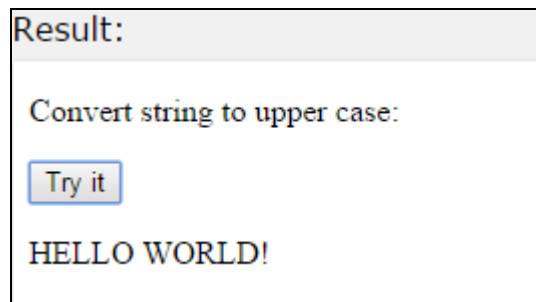 Result:
Convert string to upper case:
Try it
HELLO WORLD!